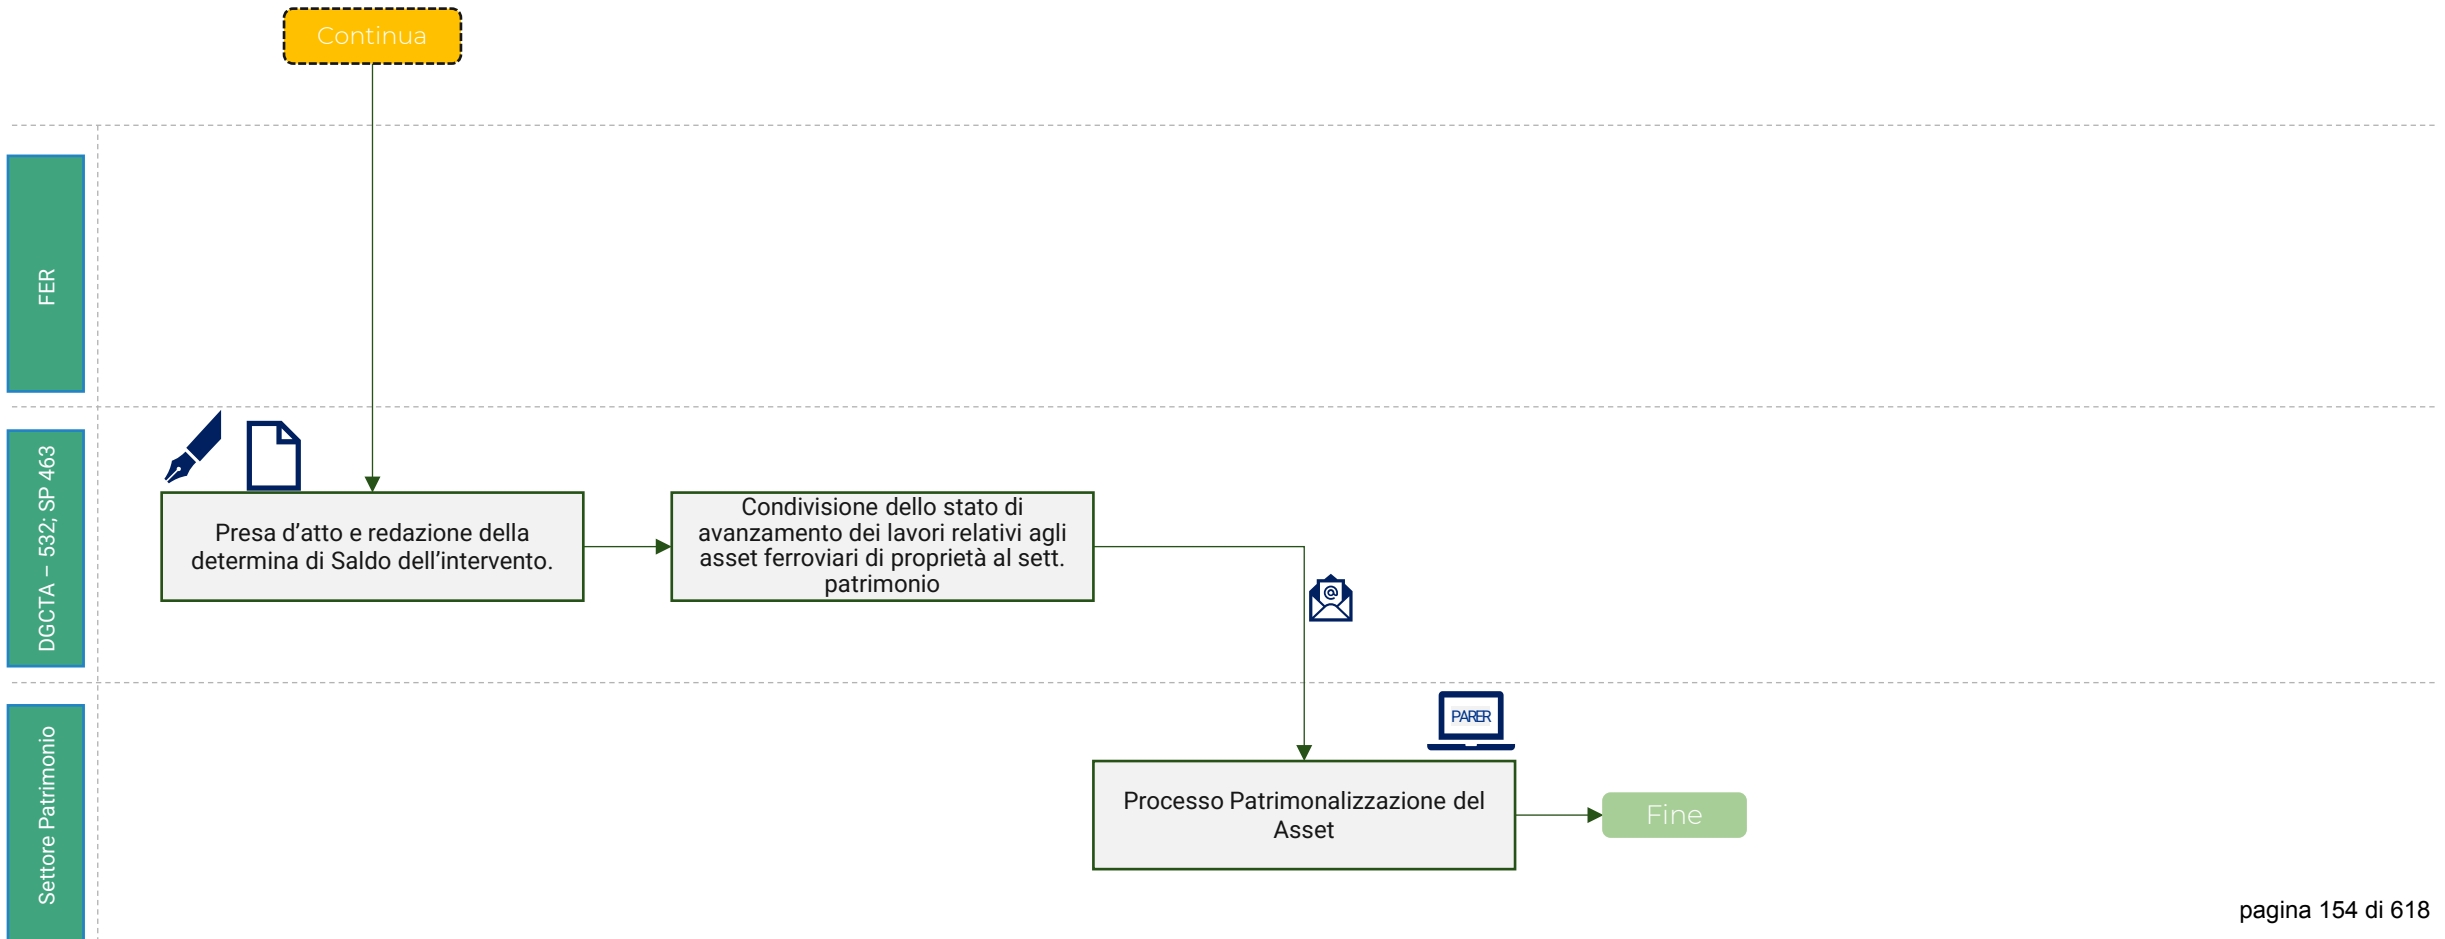 Continua
FER
DGCTA – 532; SP 463
Presa d’atto e redazione della
determina di Saldo dell’intervento.
Condivisione dello stato di
avanzamento dei lavori relativi agli
asset ferroviari di proprietà al sett.
patrimonio
@
Settore Patrimonio
PARER
Processo Patrimonalizzazione del
Asset
Fine
pagina 154 di 618